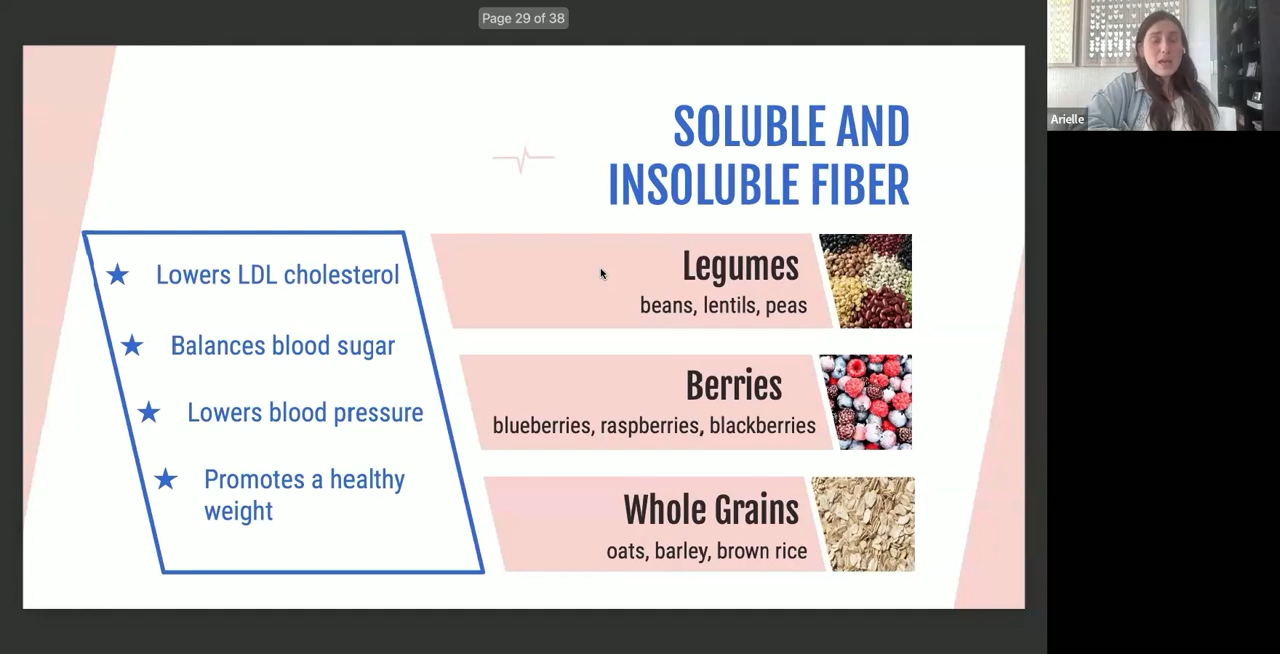 Page 29 of 38
Arielle
SOLUBLE AND
INSOLUBLE FIBER
★ Lowers LDL cholesterol
★ Balances blood sugar
★ Lowers blood pressure
★ Promotes a healthy
weight
Legumes
beans, lentils, peas
Berries
blueberries, raspberries, blackberries
Whole Grains
oats, barley, brown rice